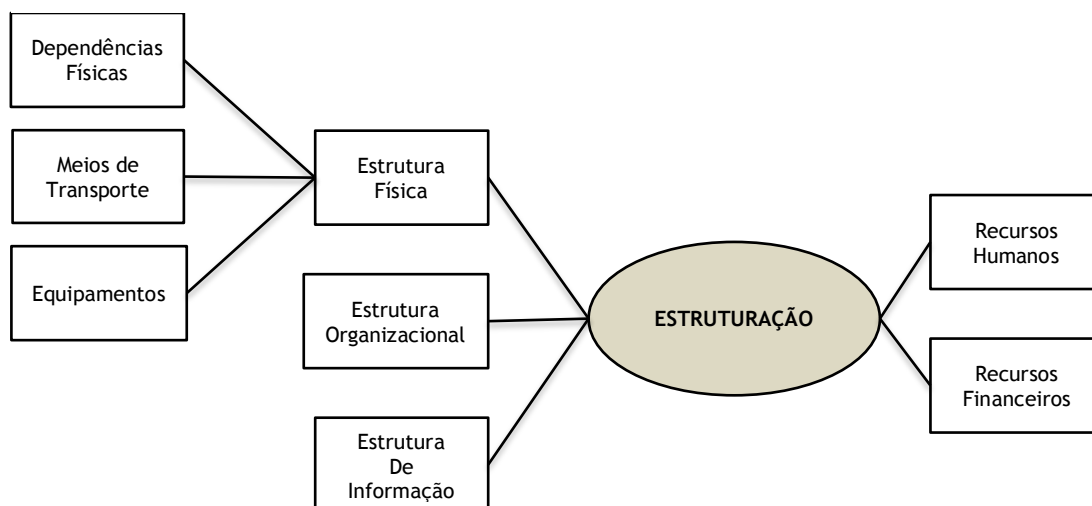 Dependências
Físicas
Meios de
Transporte
Equipamentos
Estrutura
Física
Estrutura
Organizacional
Estrutura
De
Informação
ESTRUTURAÇÃO
Recursos
Humanos
Recursos
Financeiros